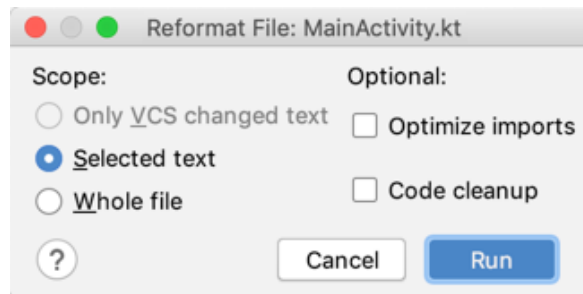 Reformat File: MainActivity.kt
Scope:
Optional:
Only VCS changed text
Optimize imports
Selected text
Whole file
Code cleanup
?
Cancel
Run